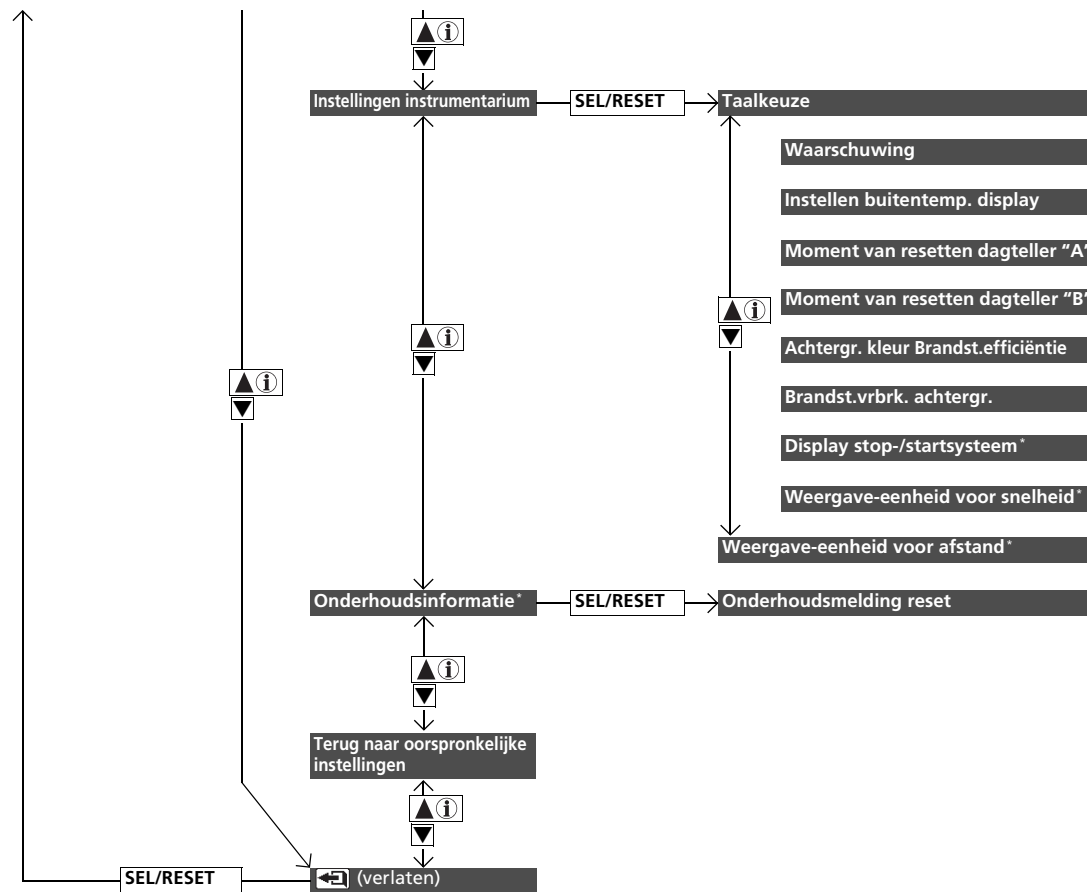 Instellingen instrumentarium SEL/RESET Taalkeuze
Waarschuwing
Instellen buitentemp. display
Moment van resetten dagteller "A"
Moment van resetten dagteller "B"
Achtergr. kleur Brandst.efficiëntie
Brandst.vrbrk. achtergr.
Display stop-/startsysteem*
Weergave-eenheid voor snelheid*
Weergave-eenheid voor afstand*
Onderhoudsinformatie* SEL/RESET Onderhoudsmelding reset
Terug naar oorspronkelijke
instellingen
SEL/RESET (verlaten)